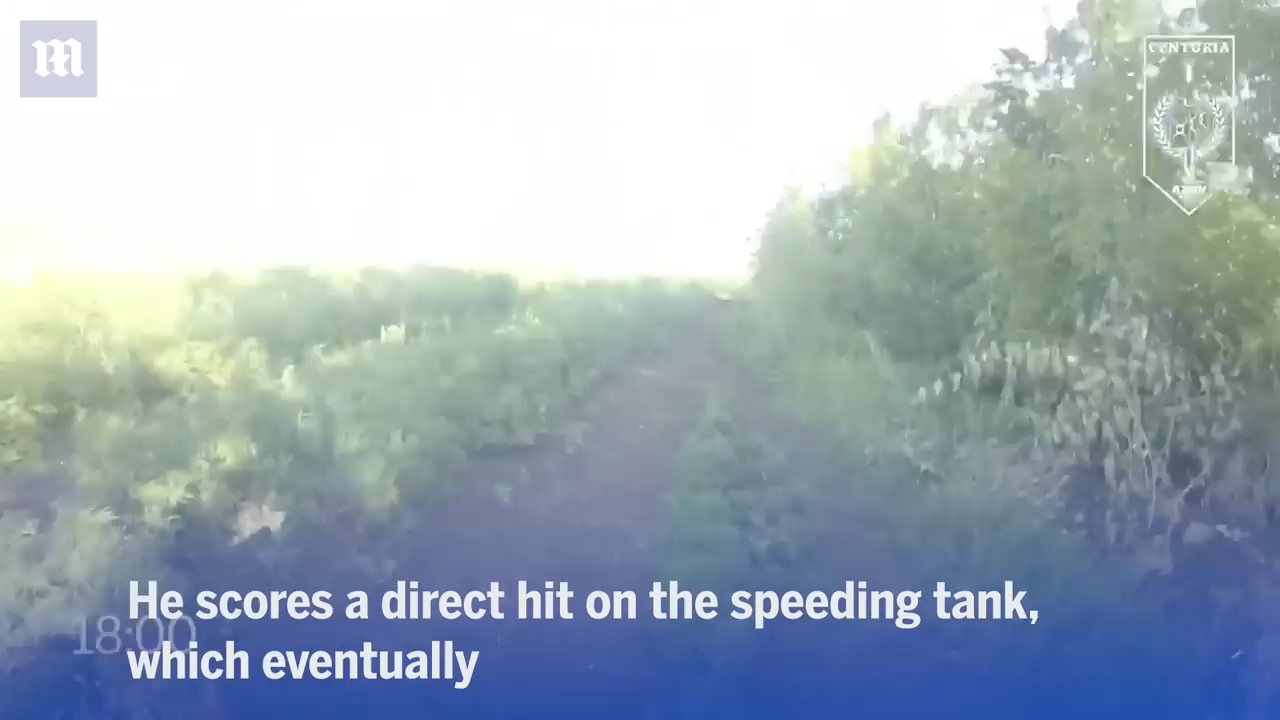 M
CENTURIA
He scores a direct hit on the speeding tank,
18:00
which eventually